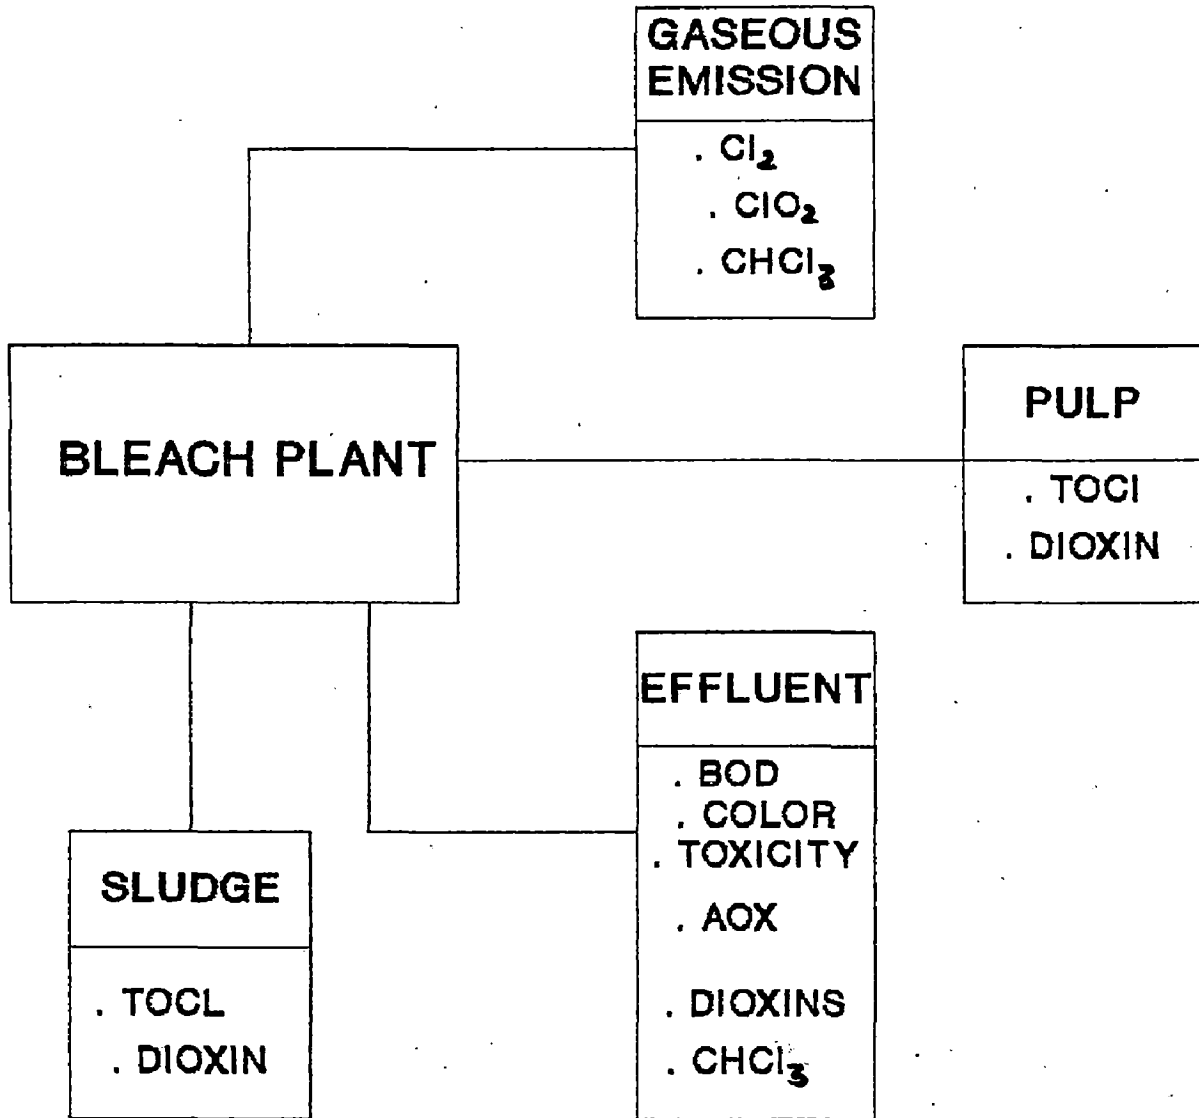 GASEOUS
EMISSION
. Cl₂
. ClO₂
. CHCl₃
BLEACH PLANT
PULP
. TOCl
. DIOXIN
EFFLUENT
. BOD
. COLOR
. TOXICITY
. AOX
. DIOXINS
. CHCl₃
SLUDGE
. TOCL
. DIOXIN